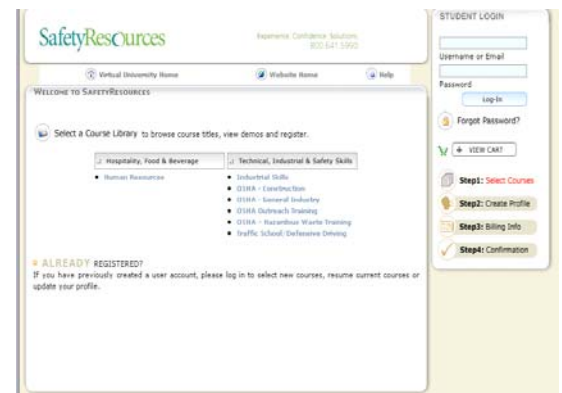 SafetyResources
Experience Confidence Solutions
800.641.5990
Virtual University Home
Website Home
Help
WELCOME TO SAFETYRESOURCES
Select a Course Library to browse course titles, view demos and register.
Hospitality, Food & Beverage
Human Resources
Technical, Industrial & Safety Skills
Industrial Skills
OSHA - Construction
OSHA - General Industry
OSHA Outreach Training
OSHA - Hazardous Waste Training
Traffic School/Defensive Driving
ALREADY REGISTERED?
If you have previously created a user account, please log in to select new courses, resume current courses or
update your profile.
STUDENT LOGIN
Username or Email
Password
Log-In
Forgot Password?
VIEW CART
Step1: Select Courses
Step2: Create Profile
Step3: Billing Info
Step4: Confirmation